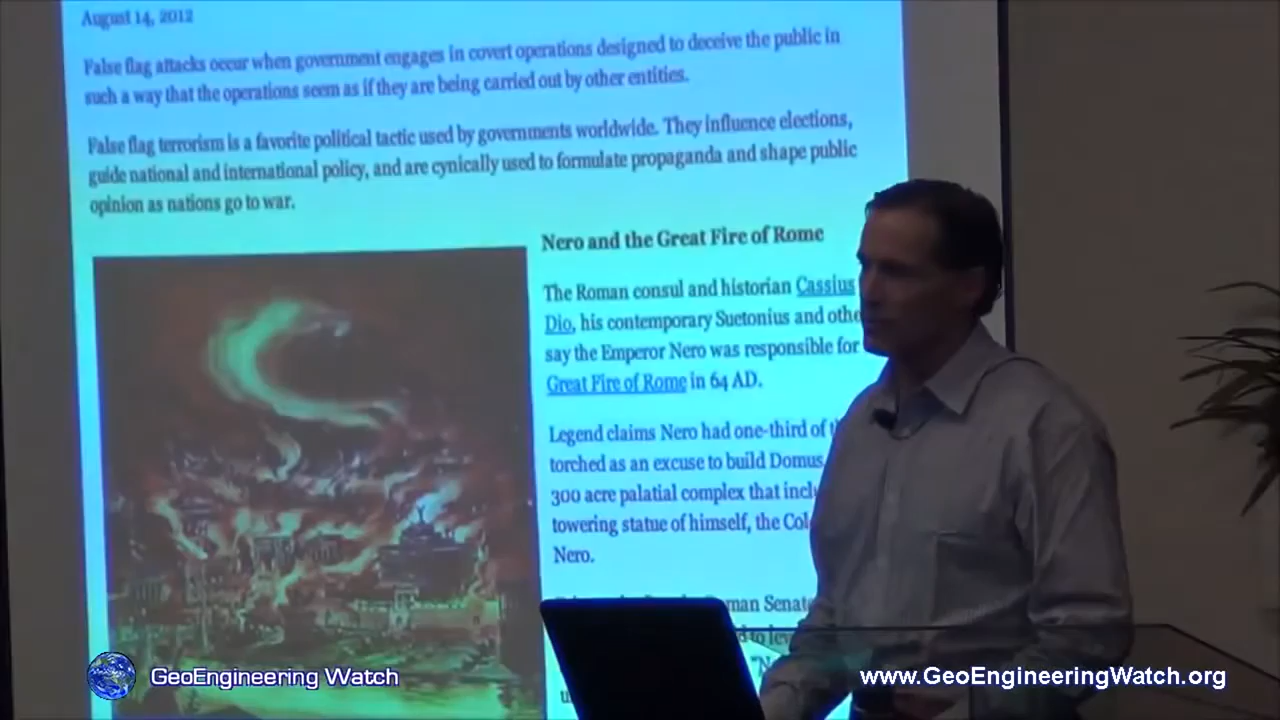 August 14, 2012
False flag attacks occur when government engages in covert operations designed to deceive the public in
such a way that the operations seem as if they are being carried out by other entities.
False flag terrorism is a favorite political tactic used by governments worldwide. They influence elections,
guide national and international policy, and are cynically used to formulate propaganda and shape public
opinion as nations go to war.
Nero and the Great Fire of Rome
The Roman consul and historian Cassius
Dio, his contemporary Suetonius and othe
say the Emperor Nero was responsible for
Great Fire of Rome in 64 AD.
Legend claims Nero had one-third of
torched as an excuse to build Domus
300 acre palatial complex that incl
towering statue of himself, the Col
Nero.
man Senat
d to lev
"N
GeoEngineering Watch
www.GeoEngineeringWatch.org